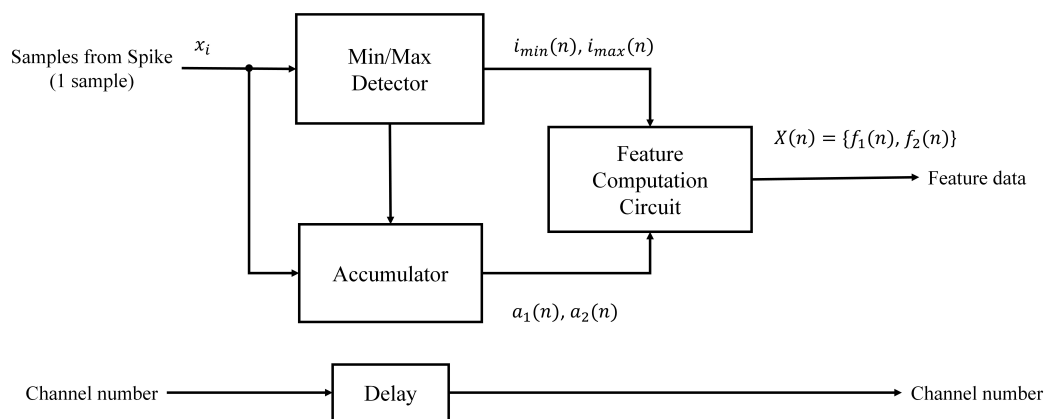 Samples from Spike
(1 sample)
x_i
Min/Max
Detector
i_min(n), i_max(n)
Feature
Computation
Circuit
X(n) = {f_1(n), f_2(n)}
Feature data
Accumulator
a_1(n), a_2(n)
Channel number
Delay
Channel number